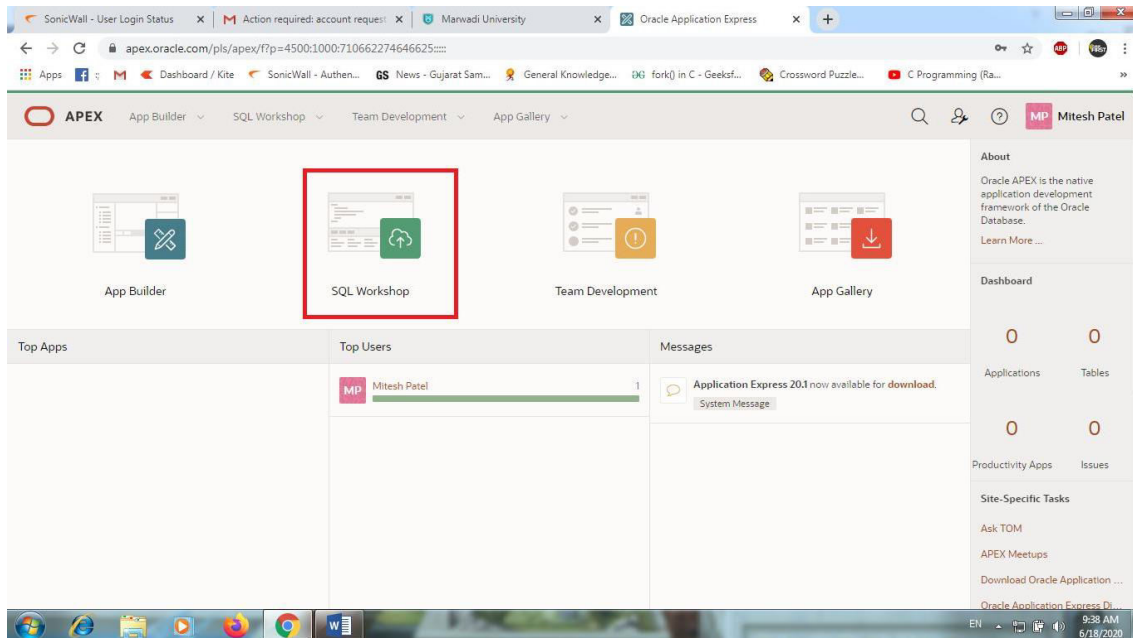 SonicWall - User Login Status
Action required: account request
Marwadi University
Oracle Application Express
apex.oracle.com/pls/apex/f?p=4500:1000:710662274646625:::::
Apps
Dashboard / Kite
SonicWall - Authen...
GS News - Gujarat Sam...
General Knowledge...
fork() in C - Geeksf...
Crossword Puzzle...
C Programming (Ra...
ABP
APEX
App Builder
SQL Workshop
Team Development
App Gallery
MP Mitesh Patel
App Builder
SQL Workshop
Team Development
App Gallery
About
Oracle APEX is the native
application development
framework of the Oracle
Database.
Learn More ...
Dashboard
0 0
Applications Tables
0 0
Productivity Apps Issues
Site-Specific Tasks
Ask TOM
APEX Meetups
Download Oracle Application ...
Oracle Application Express Di...
Top Apps
Top Users
MP Mitesh Patel 1
Messages
Application Express 20.1 now available for download.
System Message
EN
9:38 AM
6/18/2020